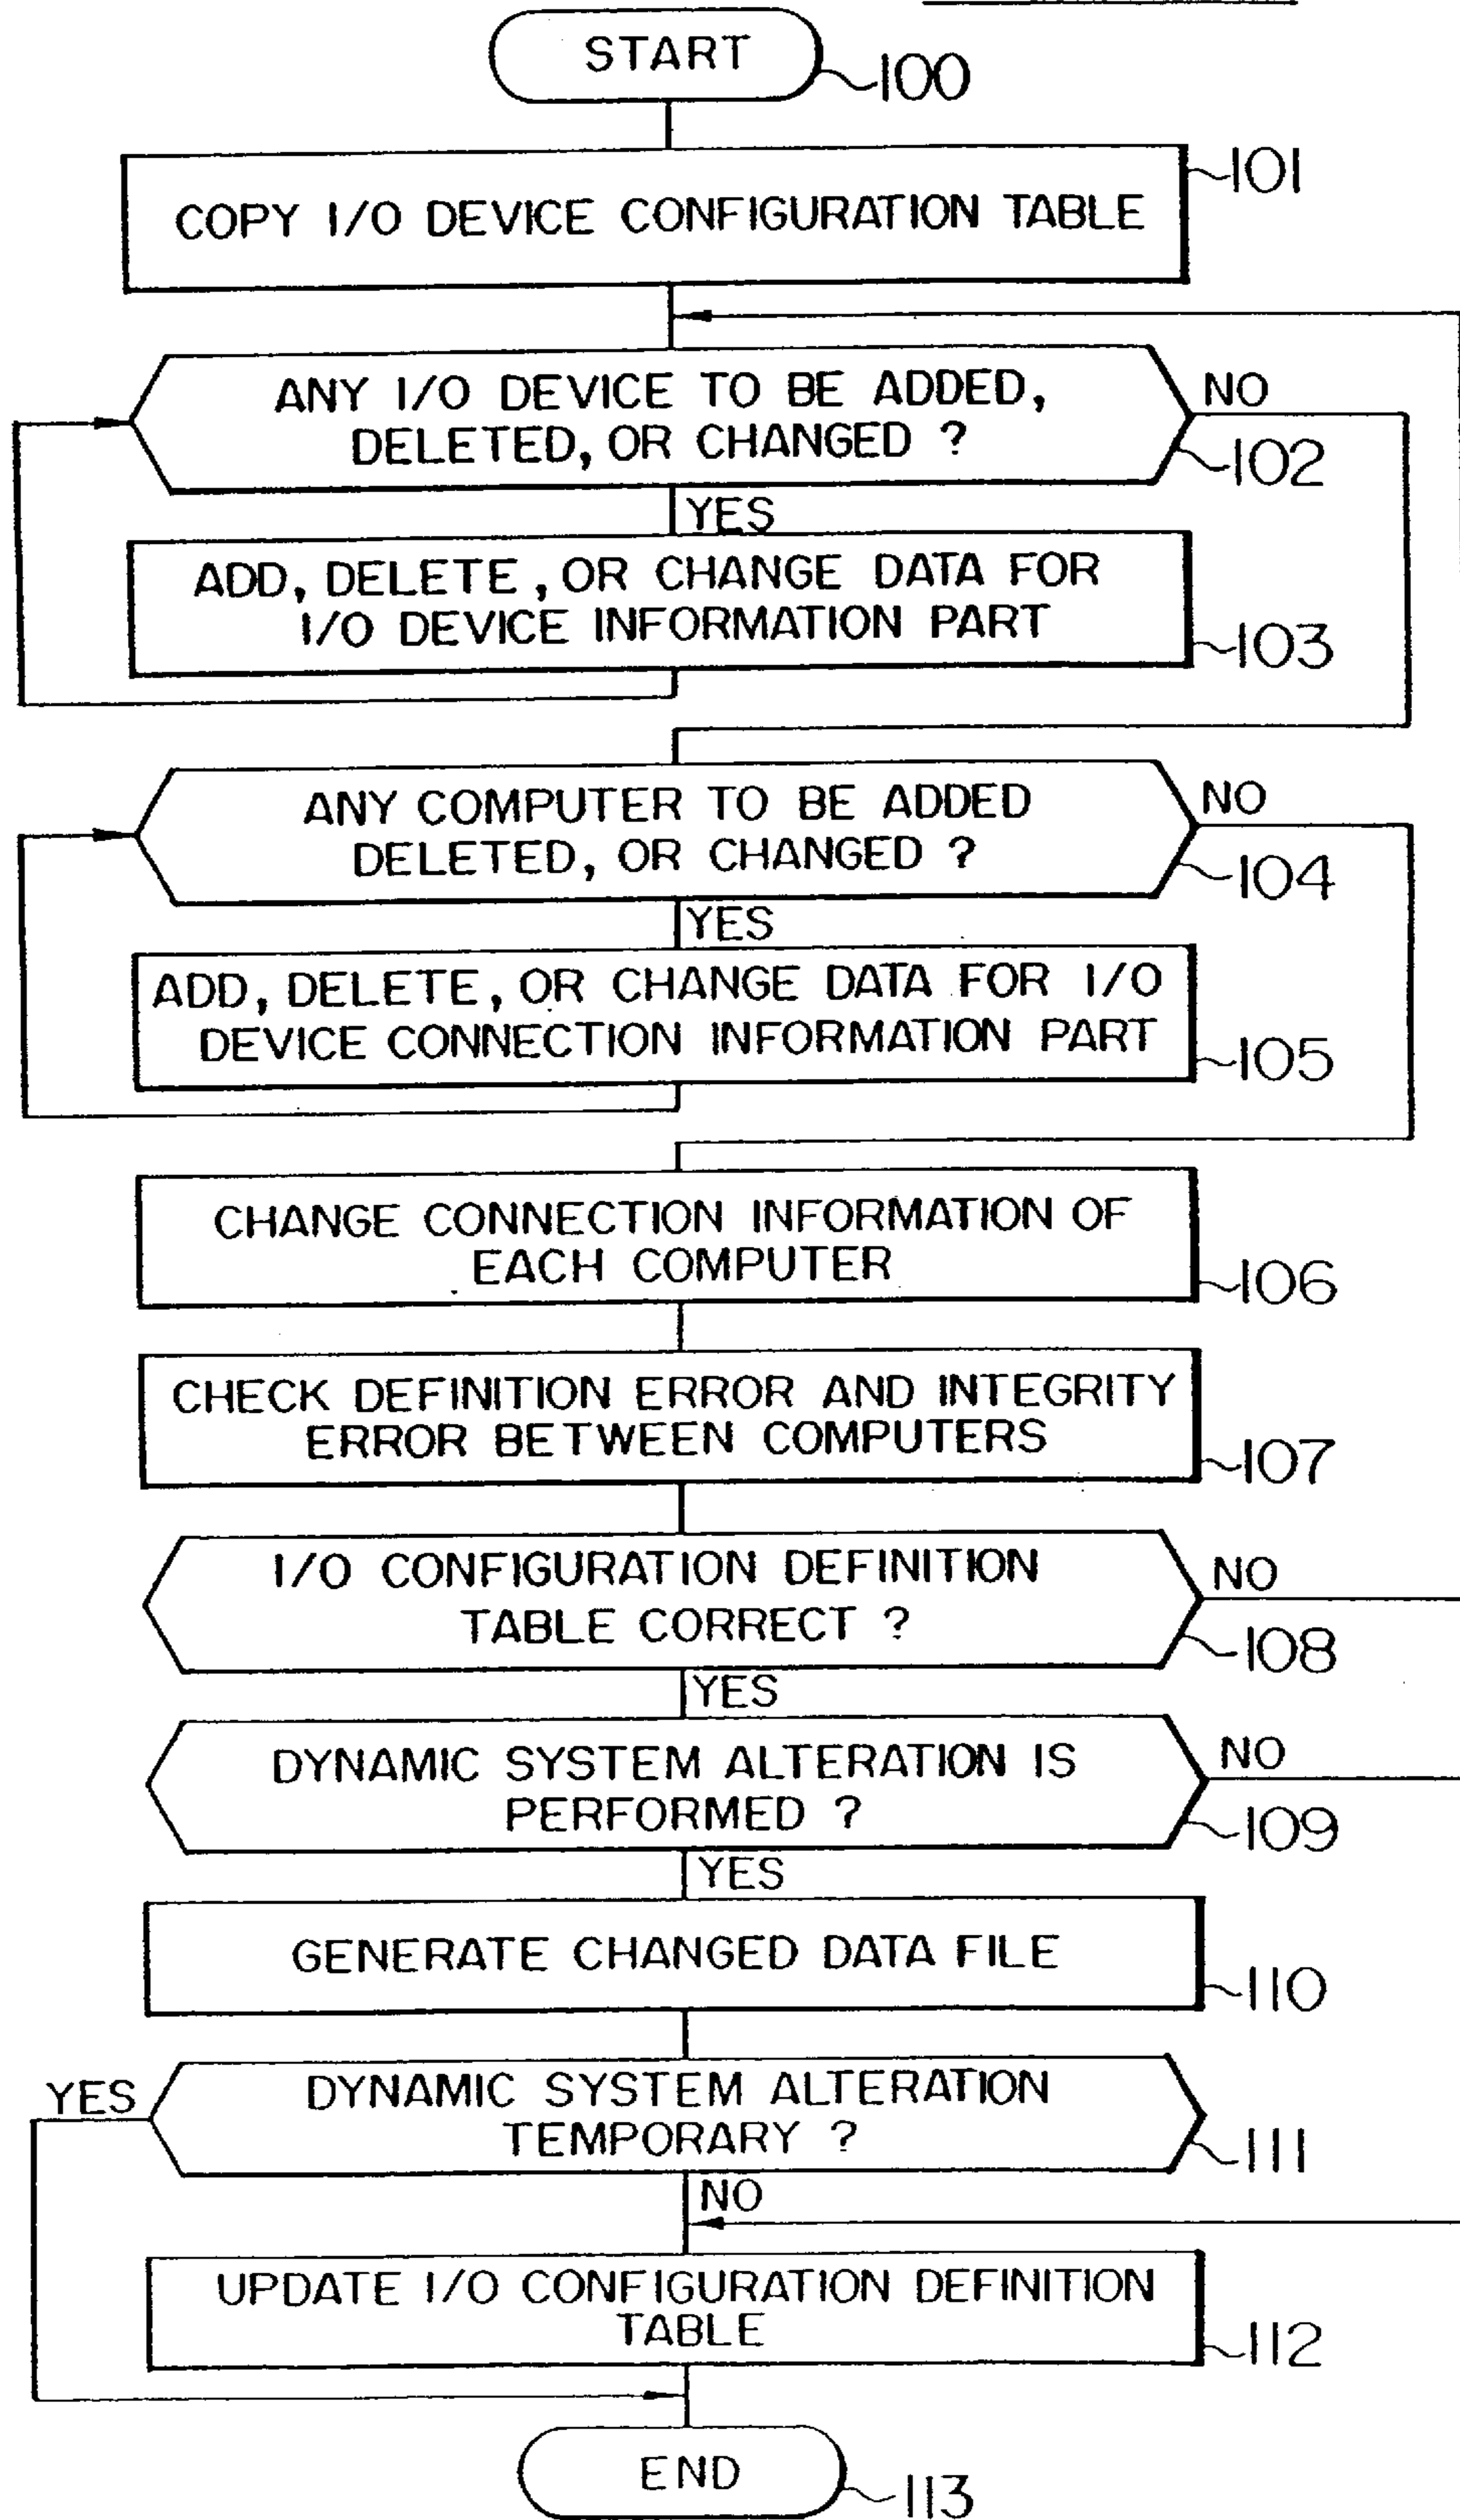 START
100
COPY I/O DEVICE CONFIGURATION TABLE
101
ANY I/O DEVICE TO BE ADDED,
DELETED, OR CHANGED ?
NO
102
YES
ADD, DELETE, OR CHANGE DATA FOR
I/O DEVICE INFORMATION PART
103
ANY COMPUTER TO BE ADDED
DELETED, OR CHANGED ?
NO
104
YES
ADD, DELETE, OR CHANGE DATA FOR I/O
DEVICE CONNECTION INFORMATION PART
105
CHANGE CONNECTION INFORMATION OF
EACH COMPUTER
106
CHECK DEFINITION ERROR AND INTEGRITY
ERROR BETWEEN COMPUTERS
107
I/O CONFIGURATION DEFINITION
TABLE CORRECT ?
NO
108
YES
DYNAMIC SYSTEM ALTERATION IS
PERFORMED ?
NO
109
YES
GENERATE CHANGED DATA FILE
110
YES
DYNAMIC SYSTEM ALTERATION
TEMPORARY ?
111
NO
UPDATE I/O CONFIGURATION DEFINITION
TABLE
112
END
113